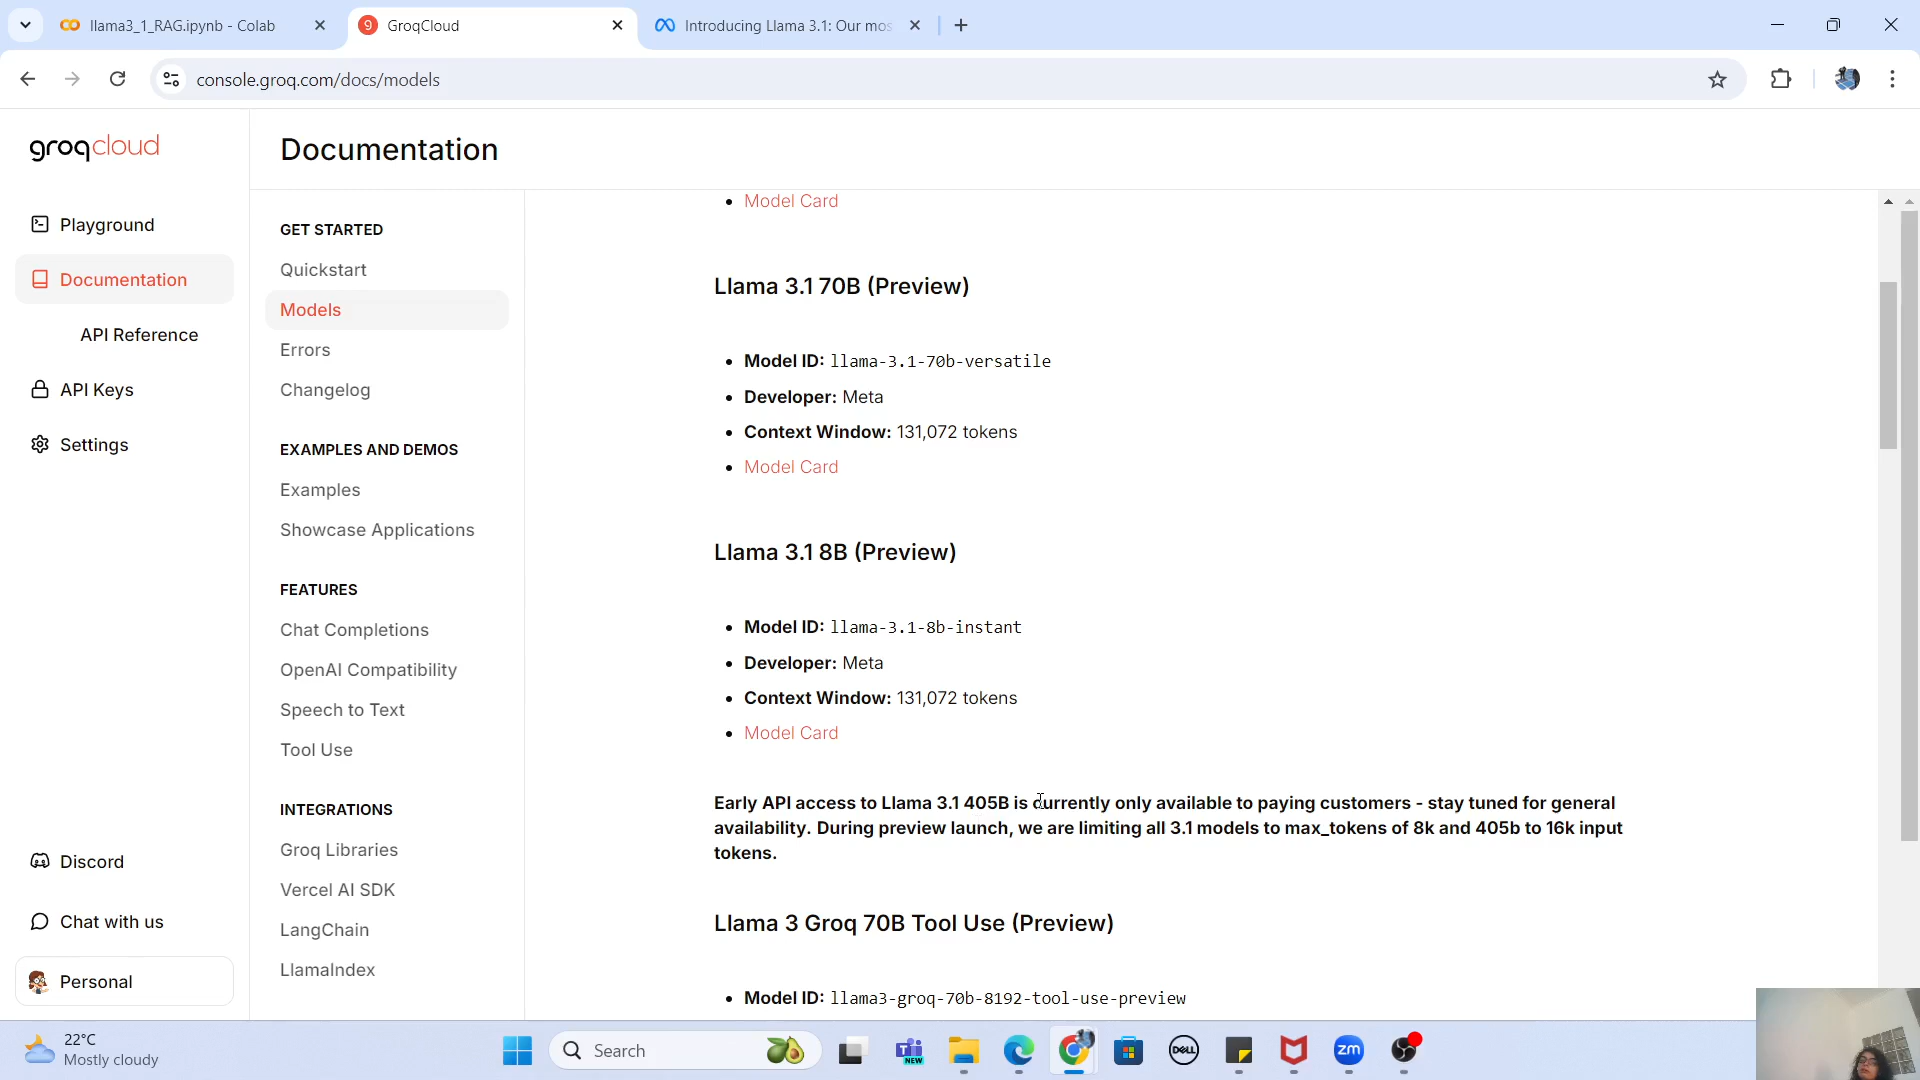 llama3_1_RAG.ipynb - Colab
9 GroqCloud
Introducing Llama 3.1: Our mos
console.groq.com/docs/models
groqcloud
Documentation
Playground
Documentation
API Reference
API Keys
Settings
Discord
Chat with us
Personal
GET STARTED
Quickstart
Models
Errors
Changelog
EXAMPLES AND DEMOS
Examples
Showcase Applications
FEATURES
Chat Completions
OpenAI Compatibility
Speech to Text
Tool Use
INTEGRATIONS
Groq Libraries
Vercel AI SDK
LangChain
LlamaIndex
• Model Card
Llama 3.1 70B (Preview)
• Model ID: llama-3.1-70b-versatile
• Developer: Meta
• Context Window: 131,072 tokens
• Model Card
Llama 3.1 8B (Preview)
• Model ID: llama-3.1-8b-instant
• Developer: Meta
• Context Window: 131,072 tokens
• Model Card
Early API access to Llama 3.1 405B is currently only available to paying customers - stay tuned for general
availability. During preview launch, we are limiting all 3.1 models to max_tokens of 8k and 405b to 16k input
tokens.
Llama 3 Groq 70B Tool Use (Preview)
• Model ID: llama3-groq-70b-8192-tool-use-preview
22°C
Mostly cloudy
Search
NEW
DELL
zm